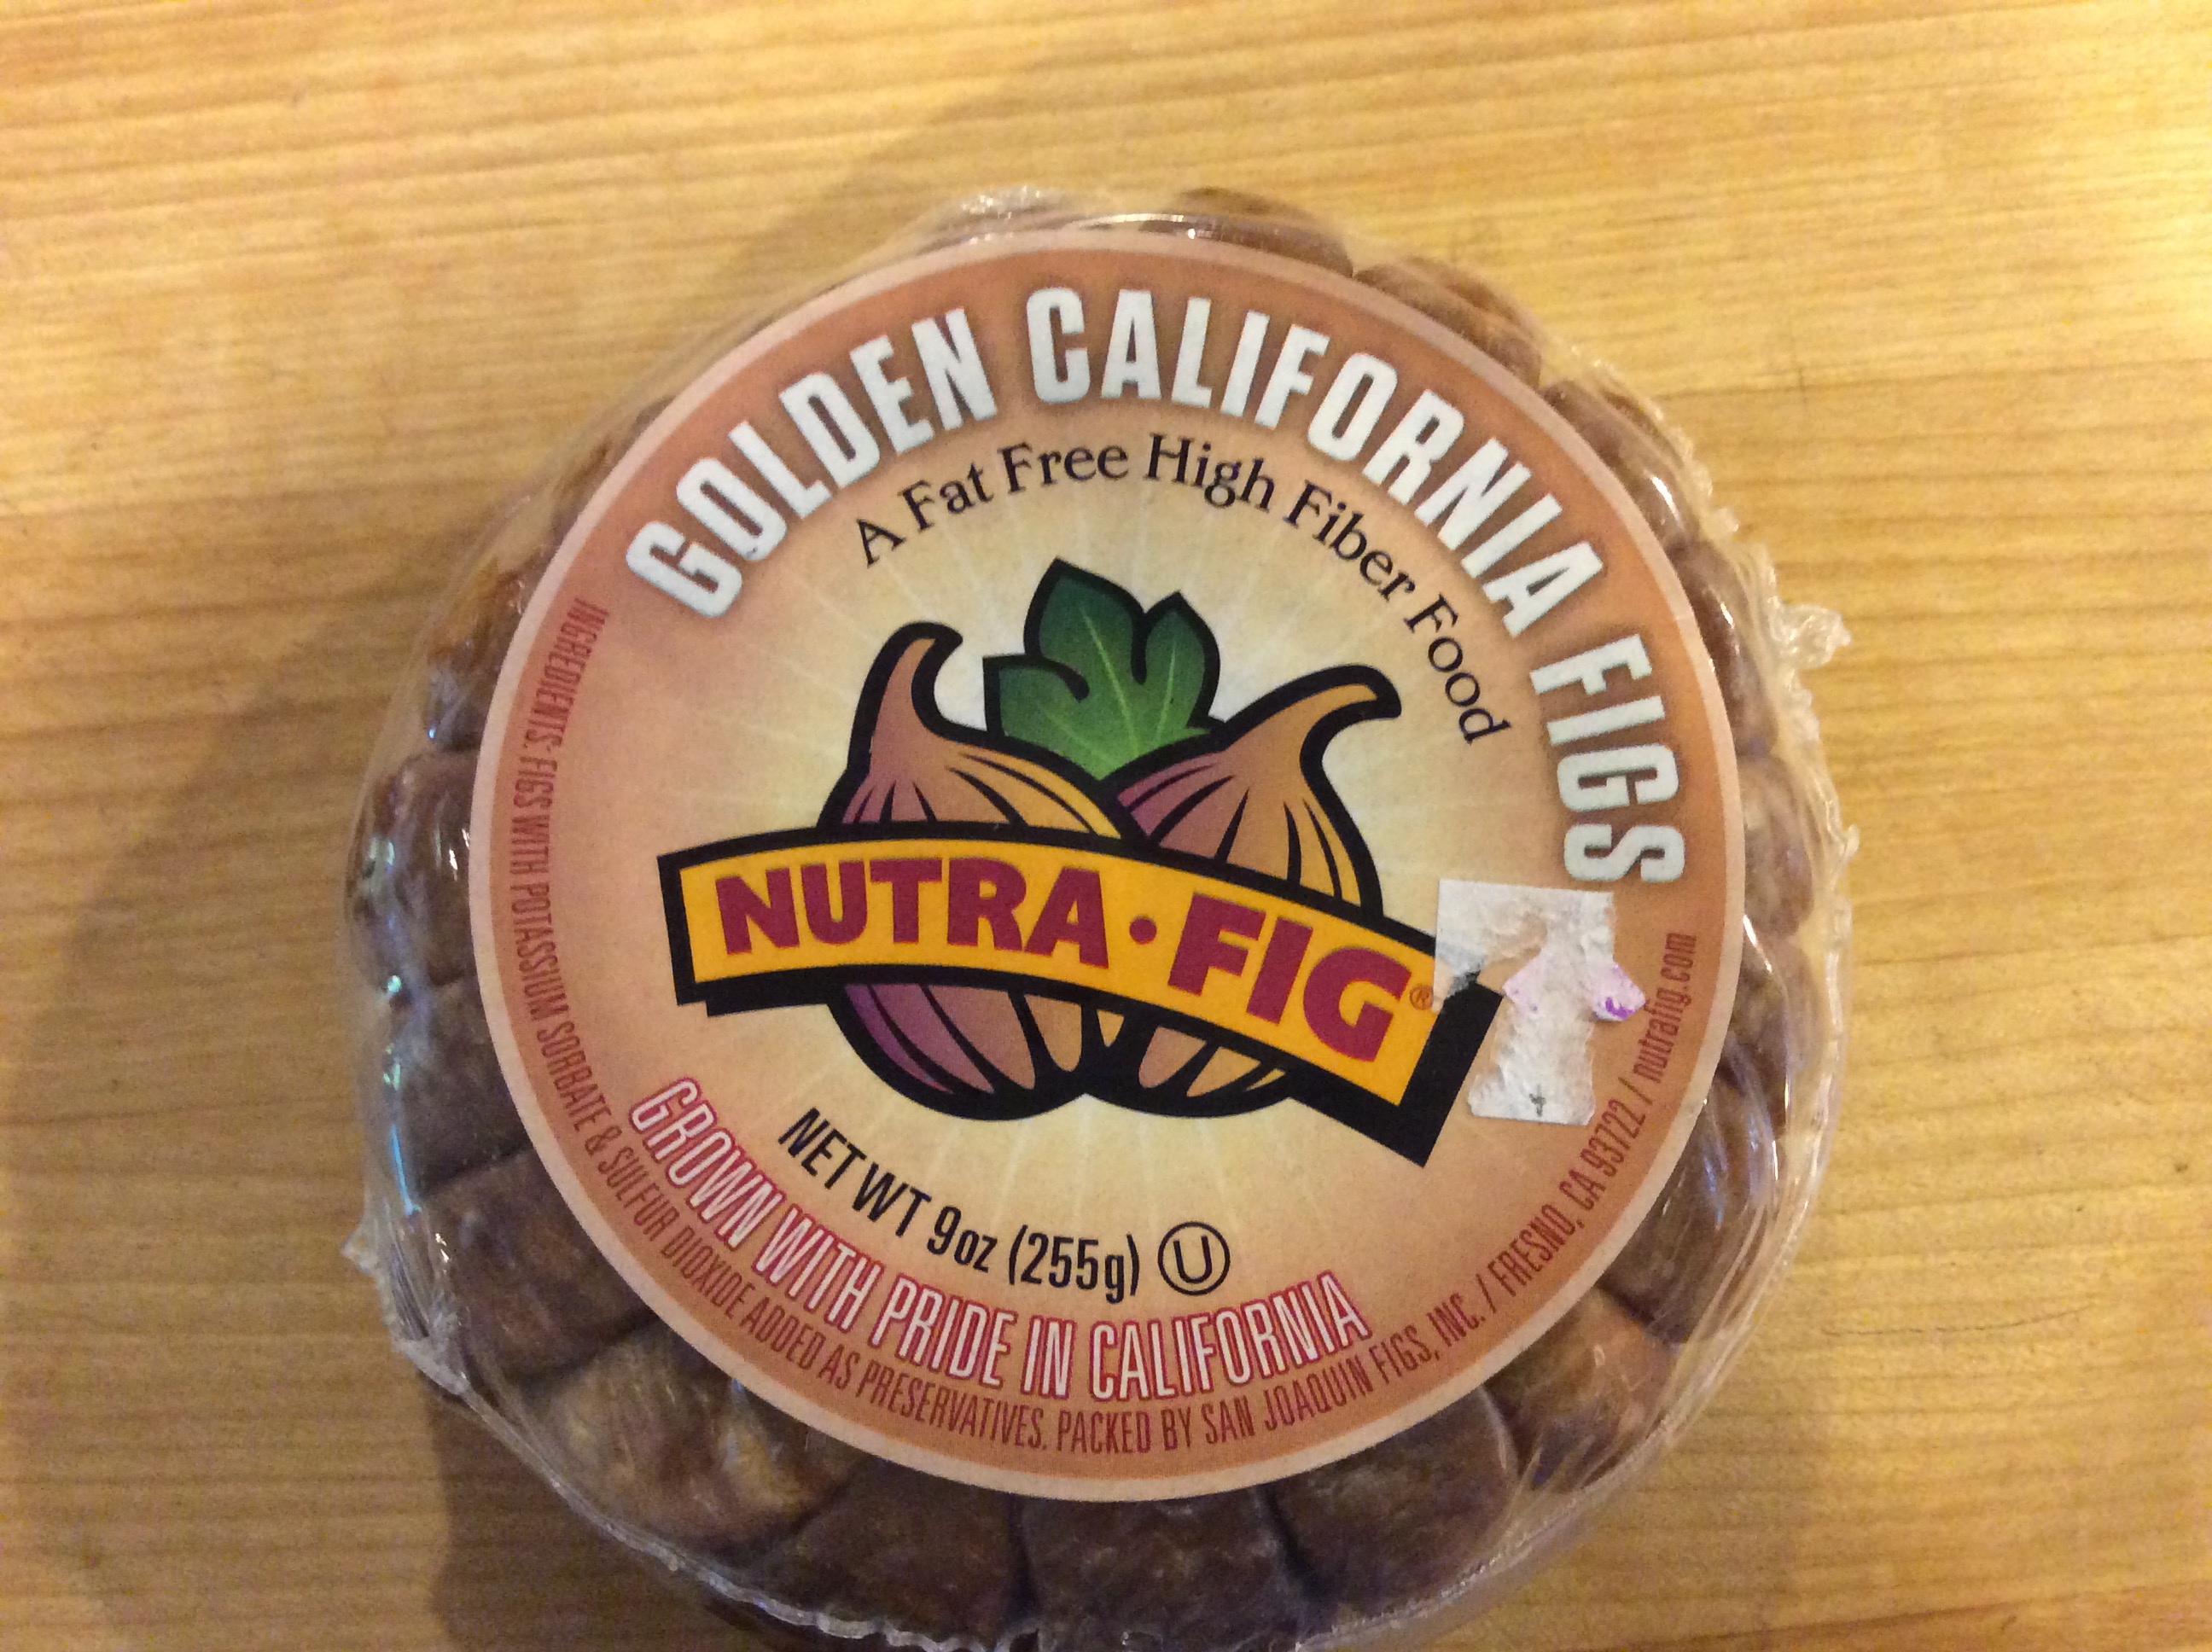 GOLDEN CALIFORNIA FIGS
A Fat Free High Fiber Food
NUTRA·FIG®
NET WT 9oz (255g) Ⓤ
GROWN WITH PRIDE IN CALIFORNIA
INGREDIENTS: FIGS WITH POTASSIUM SORBATE & SULFUR DIOXIDE ADDED AS PRESERVATIVES. PACKED BY SAN JOAQUIN FIGS, INC. / FRESNO, CA 93722 / nutrafig.com